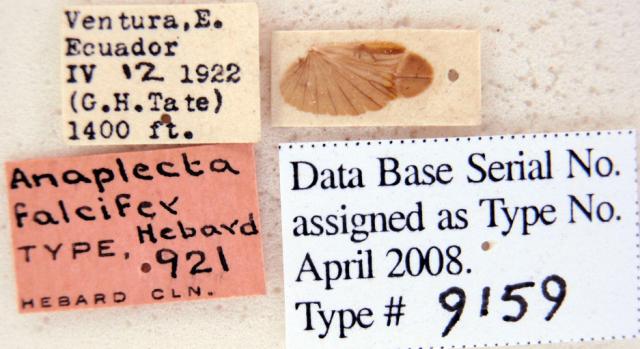 Ventura, E.
Ecuador
IV 12 1922
(G.H.Tate)
1400 ft.
Anaplecta
falcifer
Hebard
TYPE,
921
HEBARD CLN.
Data Base Serial No.
assigned as Type No.
April 2008.
Type # 9159